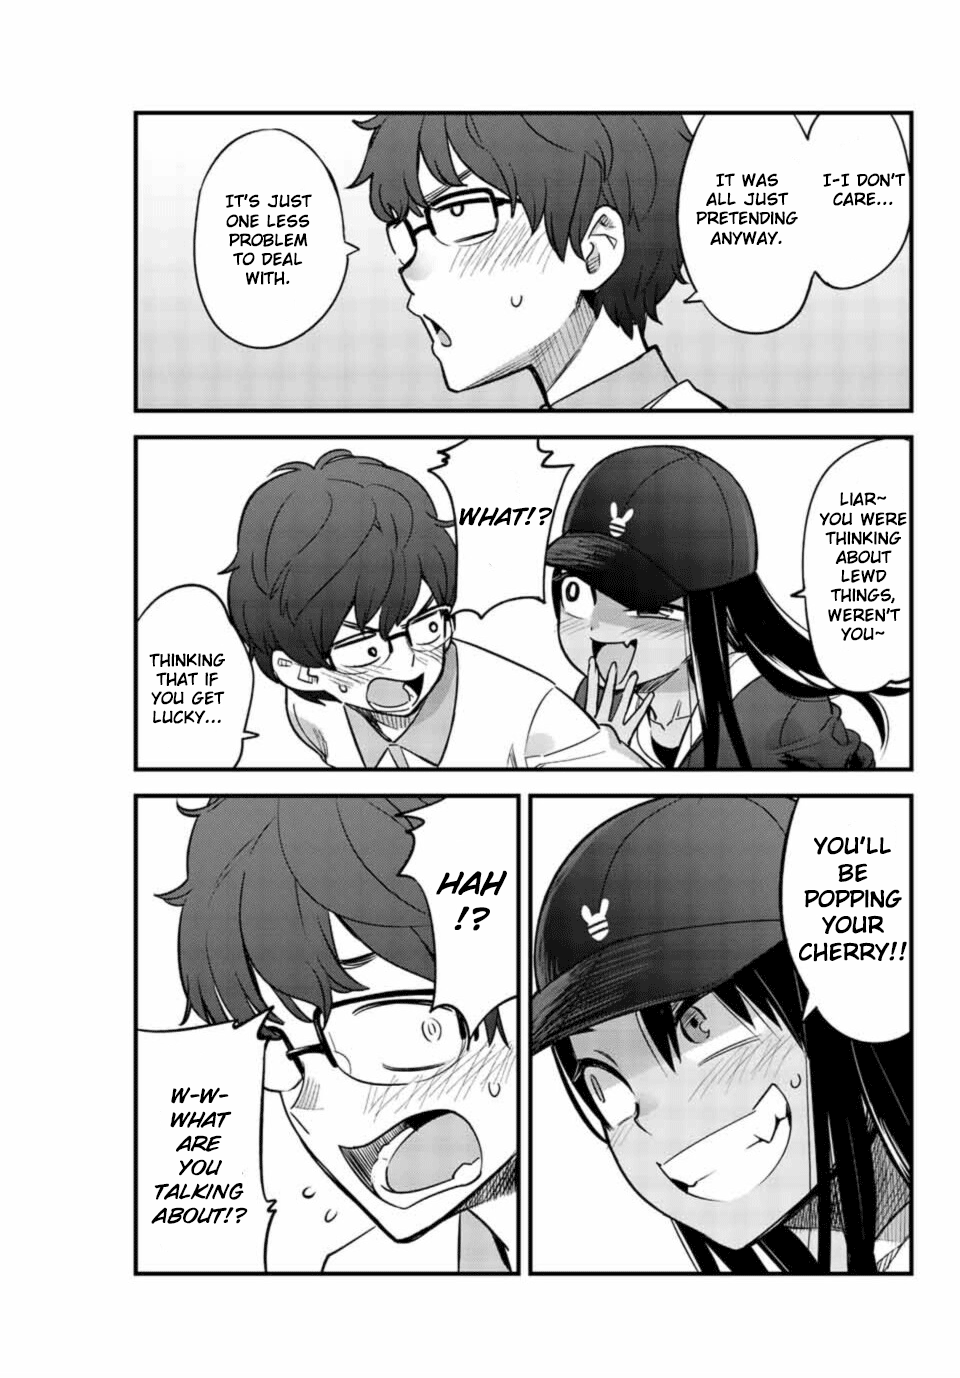 I-I DON'T
CARE...
IT WAS
ALL JUST
PRETENDING
ANYWAY.
IT'S JUST
ONE LESS
PROBLEM
TO DEAL
WITH.
LIAR~
YOU WERE
THINKING
ABOUT
LEWD
THINGS,
WEREN'T
YOU~
WHAT!?
THINKING
THAT IF
YOU GET
LUCKY...
YOU'LL
BE
POPPING
YOUR
CHERRY!!
HAH
!?
W-W-
WHAT
ARE
YOU
TALKING
ABOUT!?